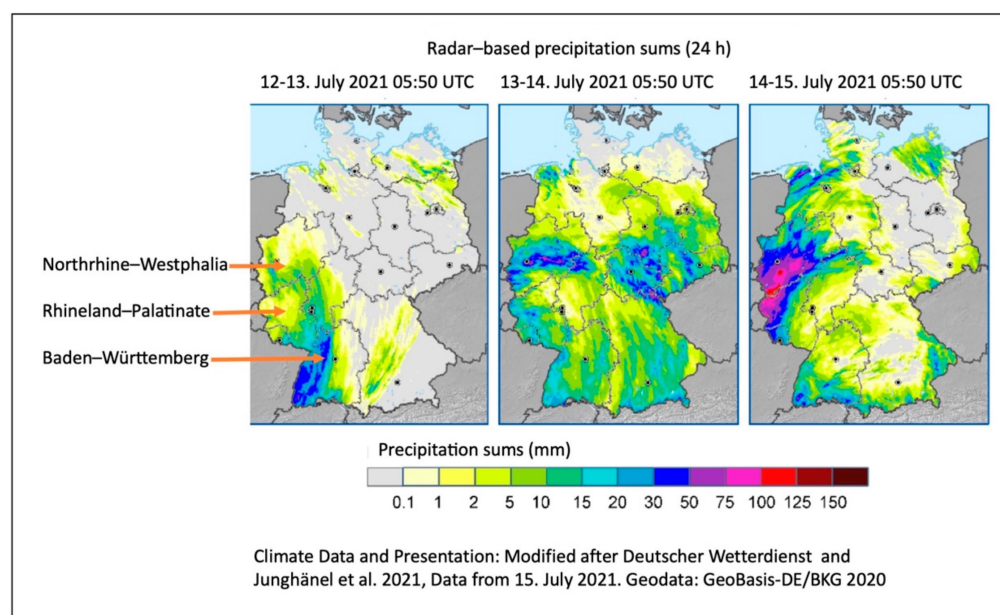 Radar–based precipitation sums (24 h)
12-13. July 2021 05:50 UTC
13-14. July 2021 05:50 UTC
14-15. July 2021 05:50 UTC
Northrhine–Westphalia
Rhineland–Palatinate
Baden–Württemberg
Precipitation sums (mm)
0.1 1 2 5 10 15 20 30 50 75 100 125 150
Climate Data and Presentation: Modified after Deutscher Wetterdienst and
Junghänel et al. 2021, Data from 15. July 2021. Geodata: GeoBasis-DE/BKG 2020